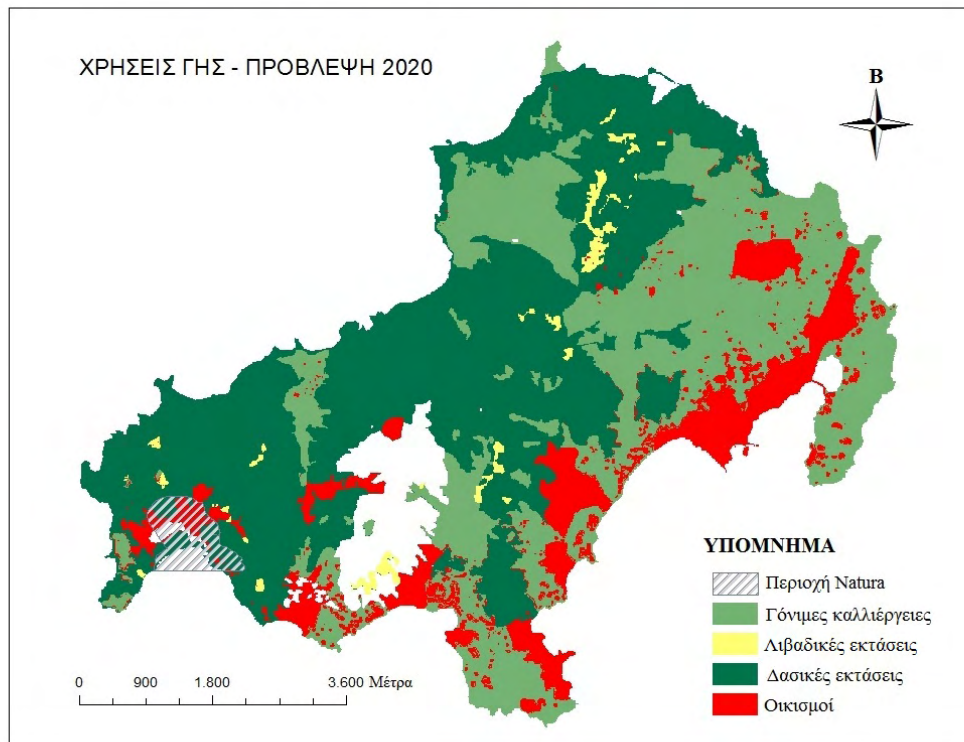 ΧΡΗΣΕΙΣ ΓΗΣ - ΠΡΟΒΛΕΨΗ 2020
Β
ΥΠΟΜΝΗΜΑ
Περιοχή Natura
Γόνιμες καλλιέργειες
Λιβαδικές εκτάσεις
Δασικές εκτάσεις
Οικισμοί
0 900 1.800 3.600 Μέτρα